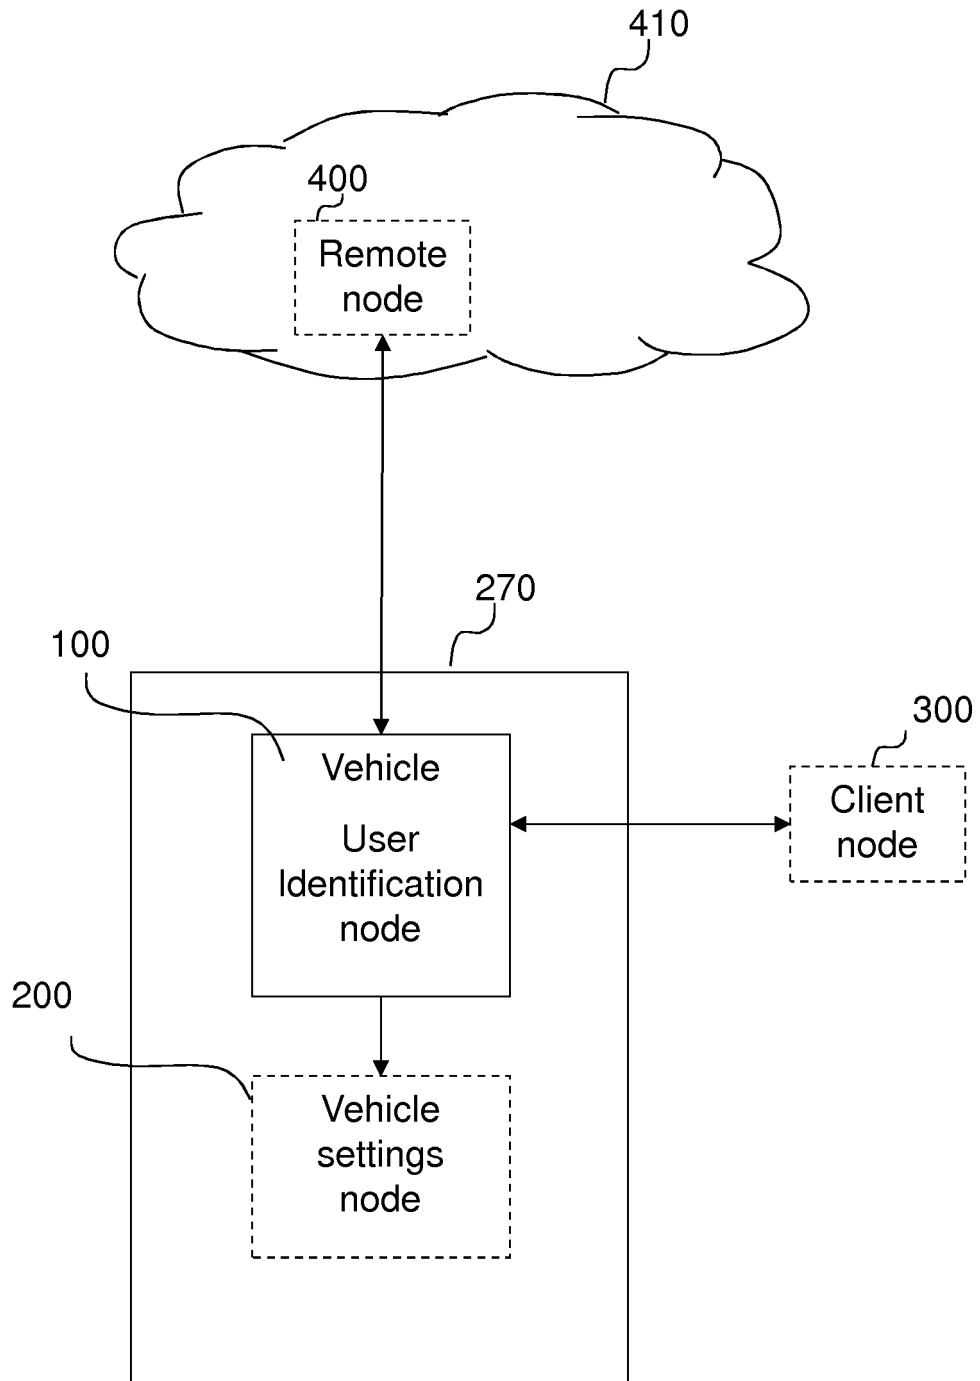 410
400
Remote
node
270
100
300
Vehicle
User
Identification
node
Client
node
200
Vehicle
settings
node